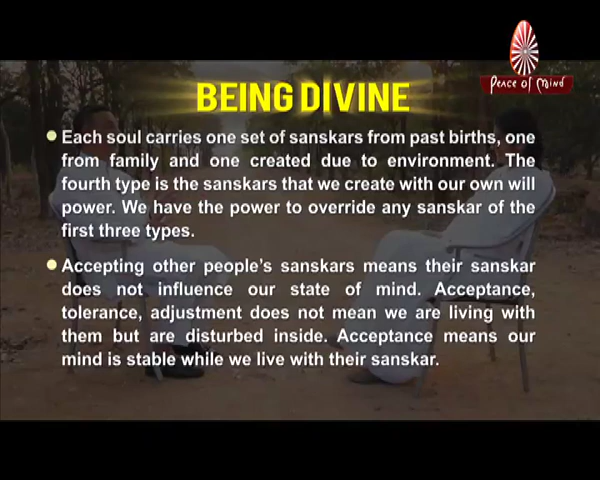 Peace of Mind
BEING DIVINE
Each soul carries one set of sanskars from past births, one
from family and one created due to environment. The
fourth type is the sanskars that we create with our own will
power. We have the power to override any sanskar of the
first three types.
Accepting other people's sanskars means their sanskar
does not influence our state of mind. Acceptance,
tolerance, adjustment does not mean we are living with
them but are disturbed inside. Acceptance means our
mind is stable while we live with their sanskar.